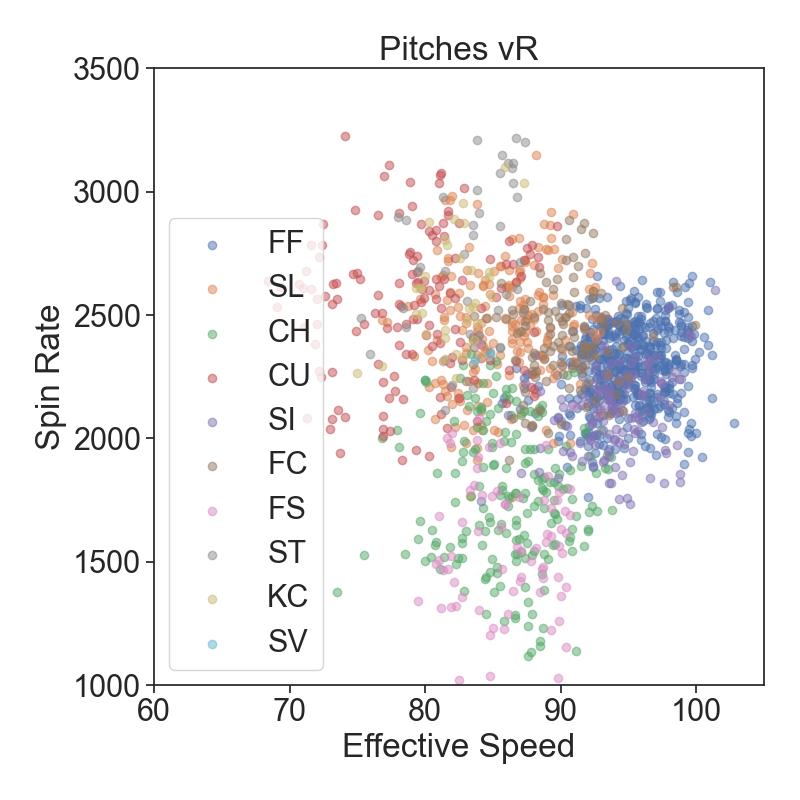 Pitches vR
3500
3000
2500
2000
1500
1000
Spin Rate
FF
SL
CH
CU
SI
FC
FS
ST
KC
SV
60
70
80
90
100
Effective Speed